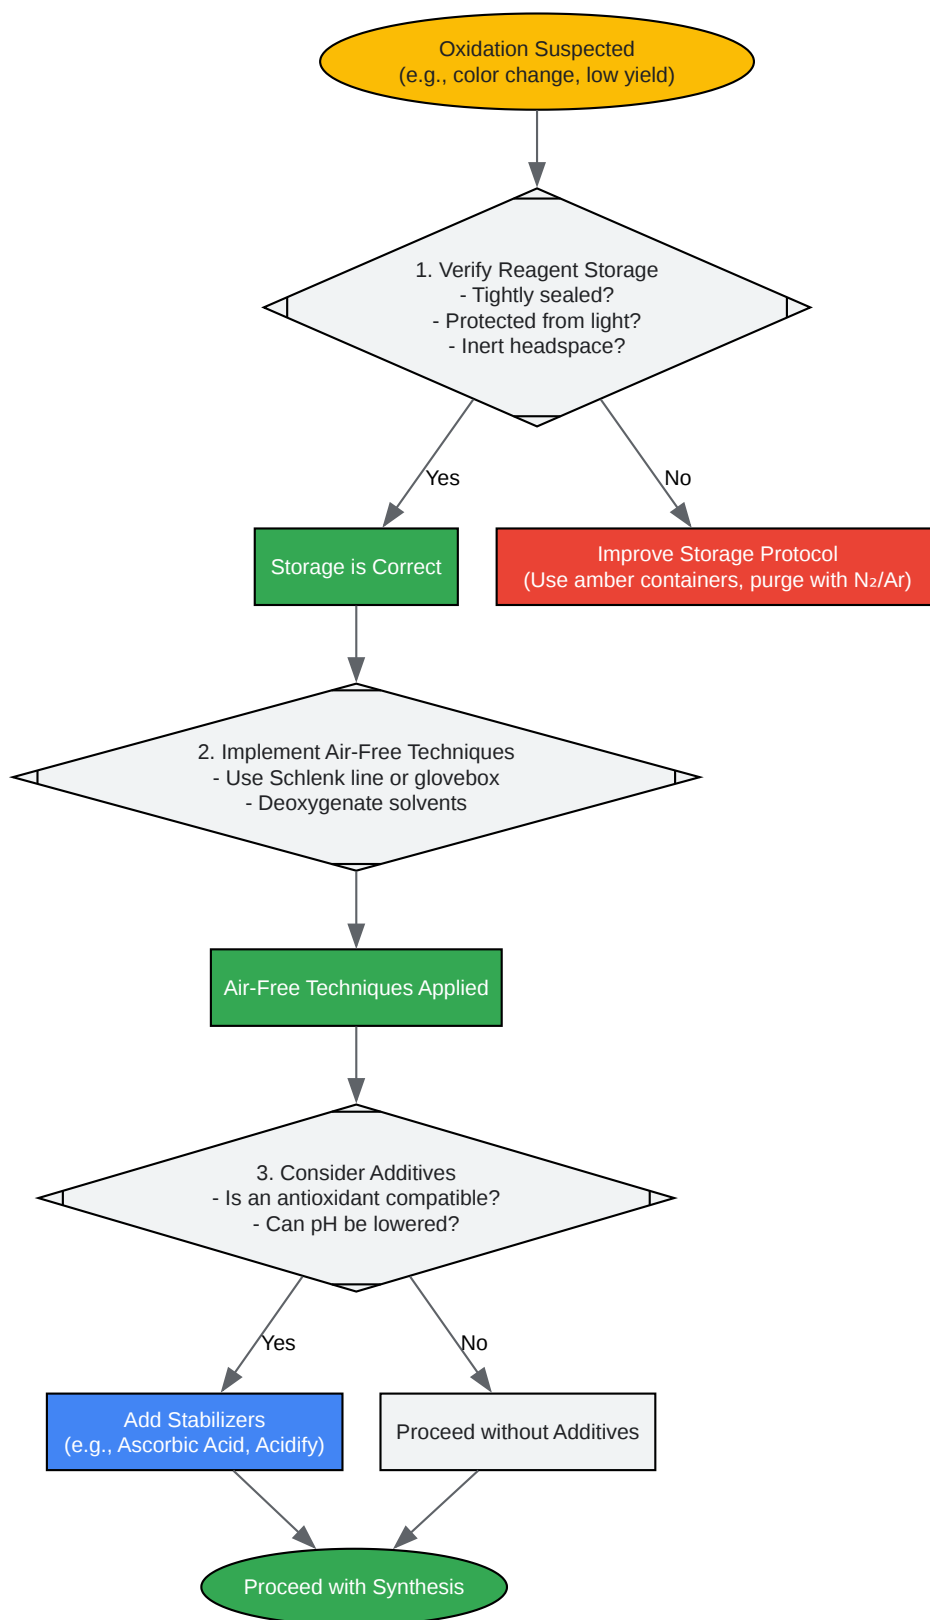 Oxidation Suspected
(e.g., color change, low yield)
1. Verify Reagent Storage
- Tightly sealed?
- Protected from light?
- Inert headspace?
Yes
No
Storage is Correct
Improve Storage Protocol
(Use amber containers, purge with N₂/Ar)
2. Implement Air-Free Techniques
- Use Schlenk line or glovebox
- Deoxygenate solvents
Air-Free Techniques Applied
3. Consider Additives
- Is an antioxidant compatible?
- Can pH be lowered?
Yes
No
Add Stabilizers
(e.g., Ascorbic Acid, Acidify)
Proceed without Additives
Proceed with Synthesis